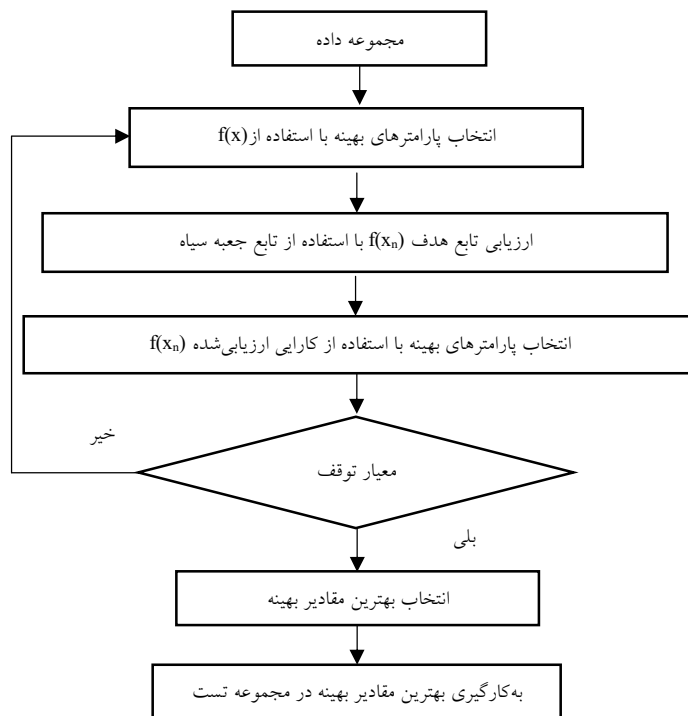 مجموعه داده
انتخاب پارامترهای بهینه با استفاده از f(x)
ارزیابی تابع هدف f(xₙ) با استفاده از تابع جعبه سیاه
انتخاب پارامترهای بهینه با استفاده از کارایی ارزیابی‌شده f(xₙ)
خیر
معیار توقف
بلی
انتخاب بهترین مقادیر بهینه
به‌کارگیری بهترین مقادیر بهینه در مجموعه تست